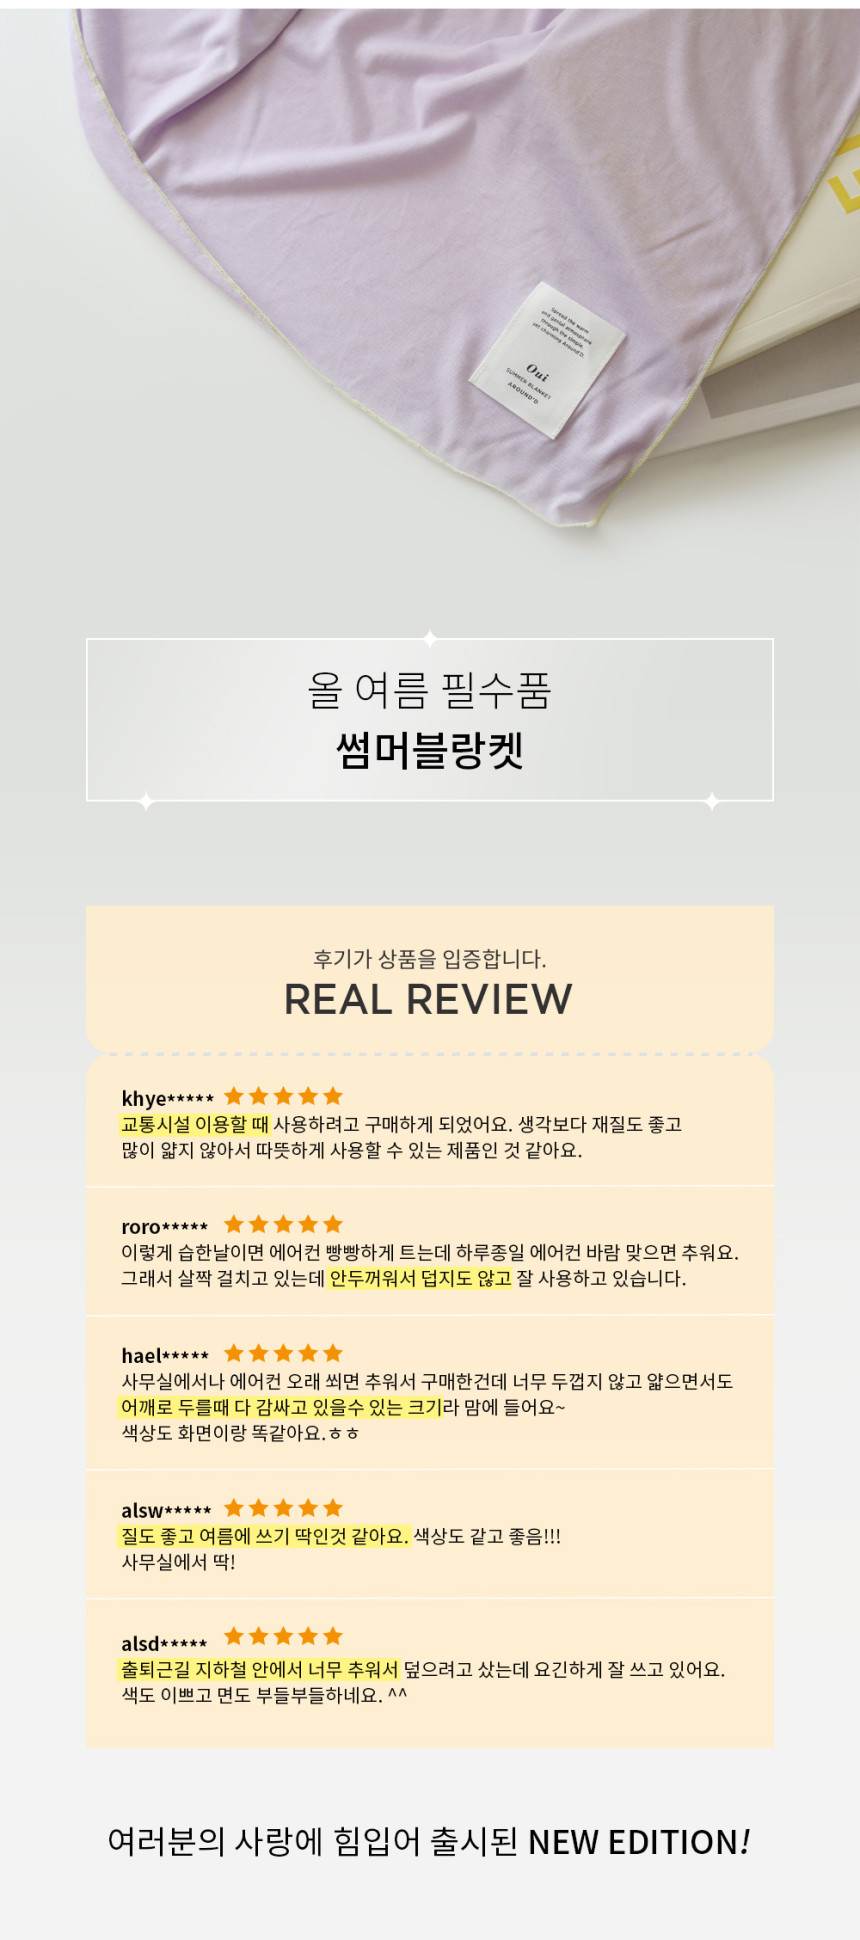 Spread the warm
and genial atmosphere
through the simple,
yet charming Around'D.
Oui
SUMMER BLANKET
AROUND'D
올 여름 필수품
썸머블랑켓
후기가 상품을 입증합니다.
REAL REVIEW
khye***** ★★★★★
교통시설 이용할 때 사용하려고 구매하게 되었어요. 생각보다 재질도 좋고
많이 얇지 않아서 따뜻하게 사용할 수 있는 제품인 것 같아요.
roro***** ★★★★★
이렇게 습한날이면 에어컨 빵빵하게 트는데 하루종일 에어컨 바람 맞으면 추워요.
그래서 살짝 걸치고 있는데 안두꺼워서 덥지도 않고 잘 사용하고 있습니다.
hael***** ★★★★★
사무실에서나 에어컨 오래 쐬면 추워서 구매한건데 너무 두껍지 않고 얇으면서도
어깨로 두를때 다 감싸고 있을수 있는 크기라 맘에 들어요~
색상도 화면이랑 똑같아요.ㅎㅎ
alsw***** ★★★★★
질도 좋고 여름에 쓰기 딱인것 같아요. 색상도 같고 좋음!!!
사무실에서 딱!
alsd***** ★★★★★
출퇴근길 지하철 안에서 너무 추워서 덮으려고 샀는데 요긴하게 잘 쓰고 있어요.
색도 이쁘고 면도 부들부들하네요. ^^
여러분의 사랑에 힘입어 출시된 NEW EDITION!